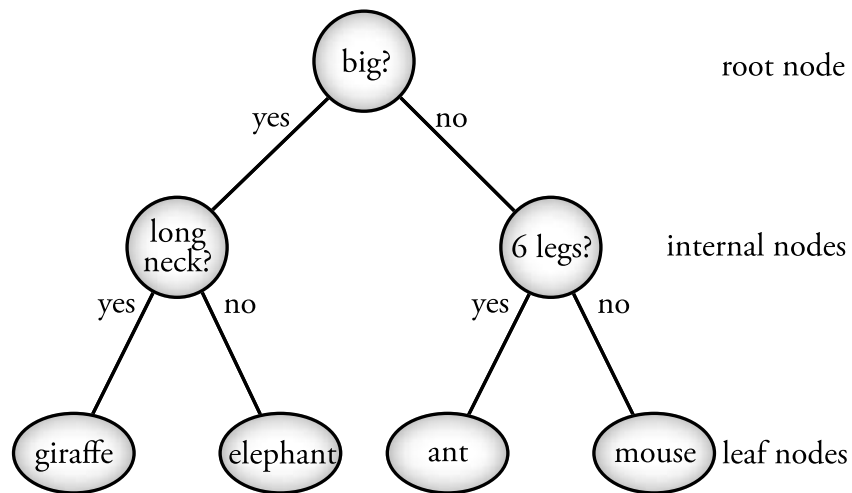 big?
root node
yes
no
long
neck?
6 legs?
internal nodes
yes
no
yes
no
giraffe
elephant
ant
mouse
leaf nodes